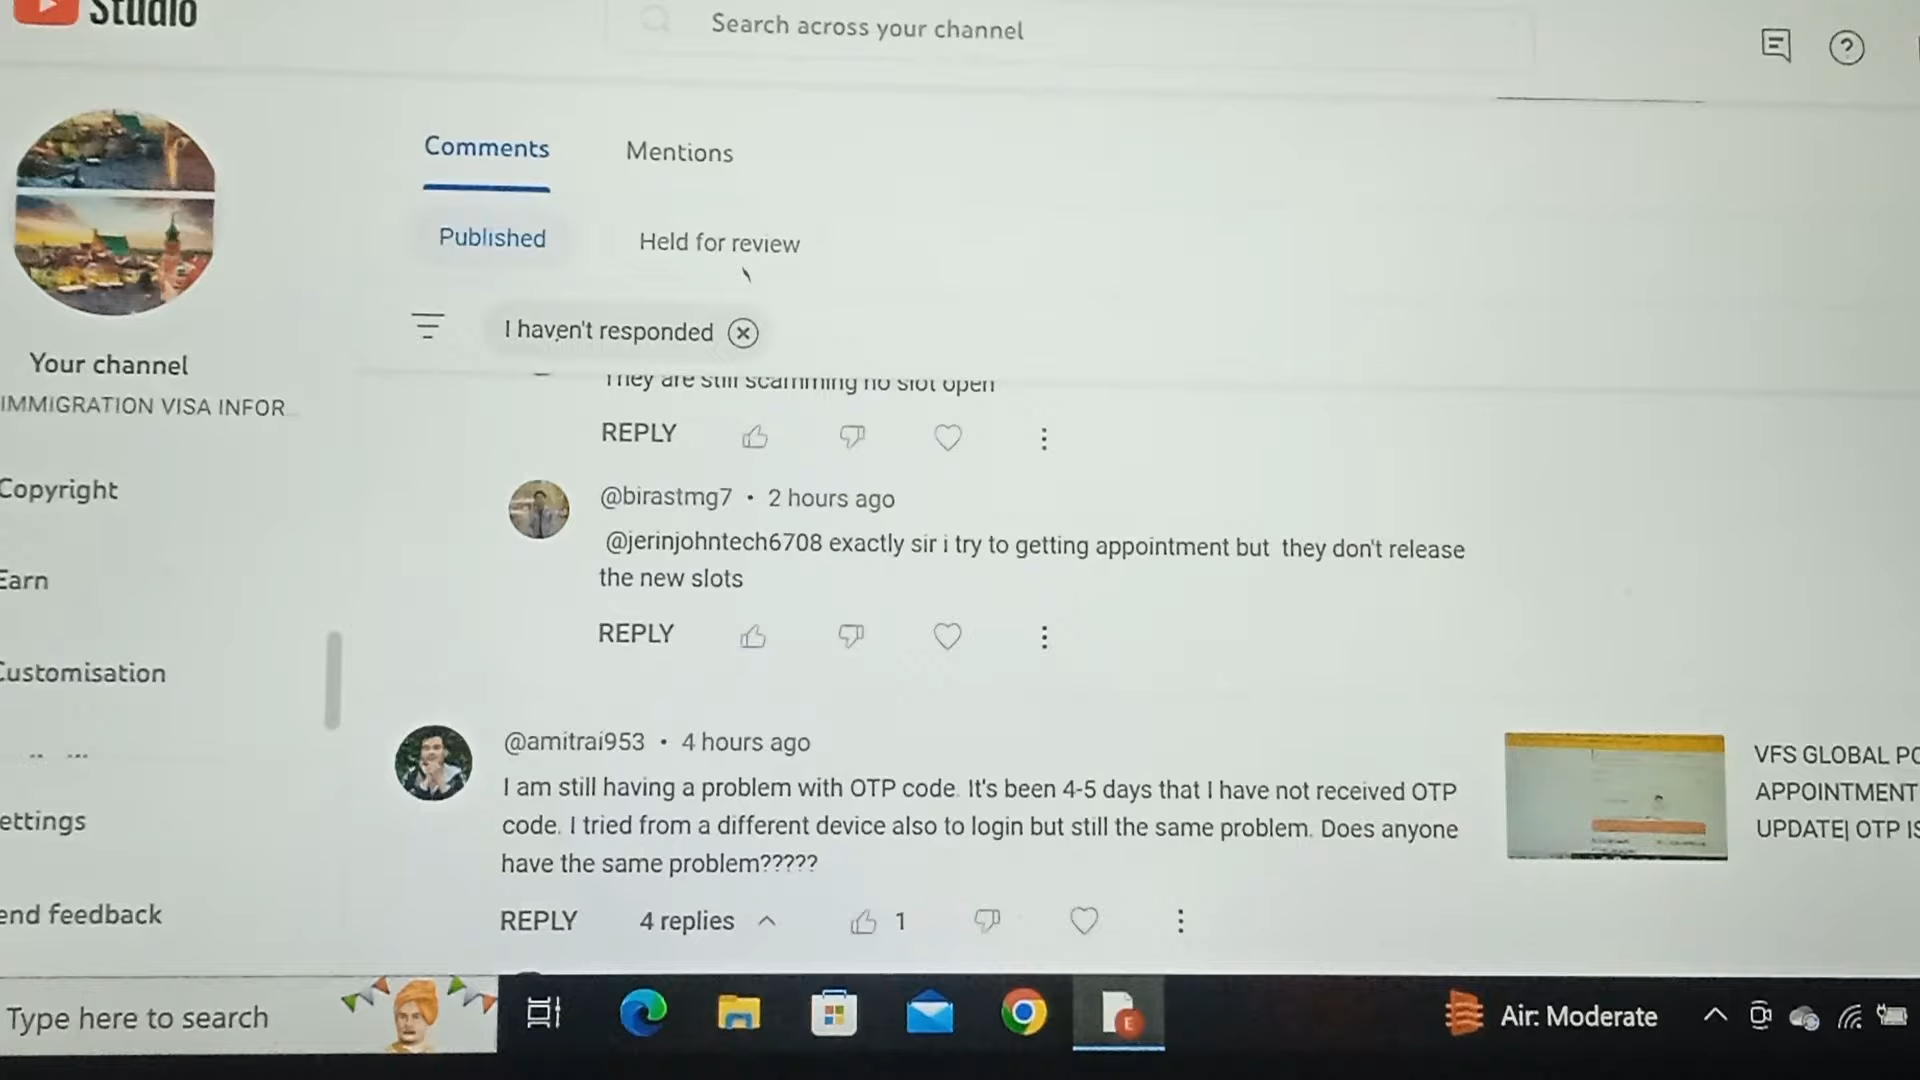 Studio
Search across your channel
Comments
Mentions
Published
Held for review
I haven't responded
Your channel
IMMIGRATION VISA INFOR
They are still scamming no slot open
REPLY
Copyright
@birastmg7 • 2 hours ago
@jerinjohntech6708 exactly sir i try to getting appointment but they don't release
the new slots
Earn
REPLY
Customisation
@amitrai953 • 4 hours ago
I am still having a problem with OTP code. It's been 4-5 days that I have not received OTP
code. I tried from a different device also to login but still the same problem. Does anyone
have the same problem?????
VFS GLOBAL PO
APPOINTMENT
UPDATE| OTP IS
ettings
end feedback
REPLY
4 replies
1
Type here to search
E
Air: Moderate